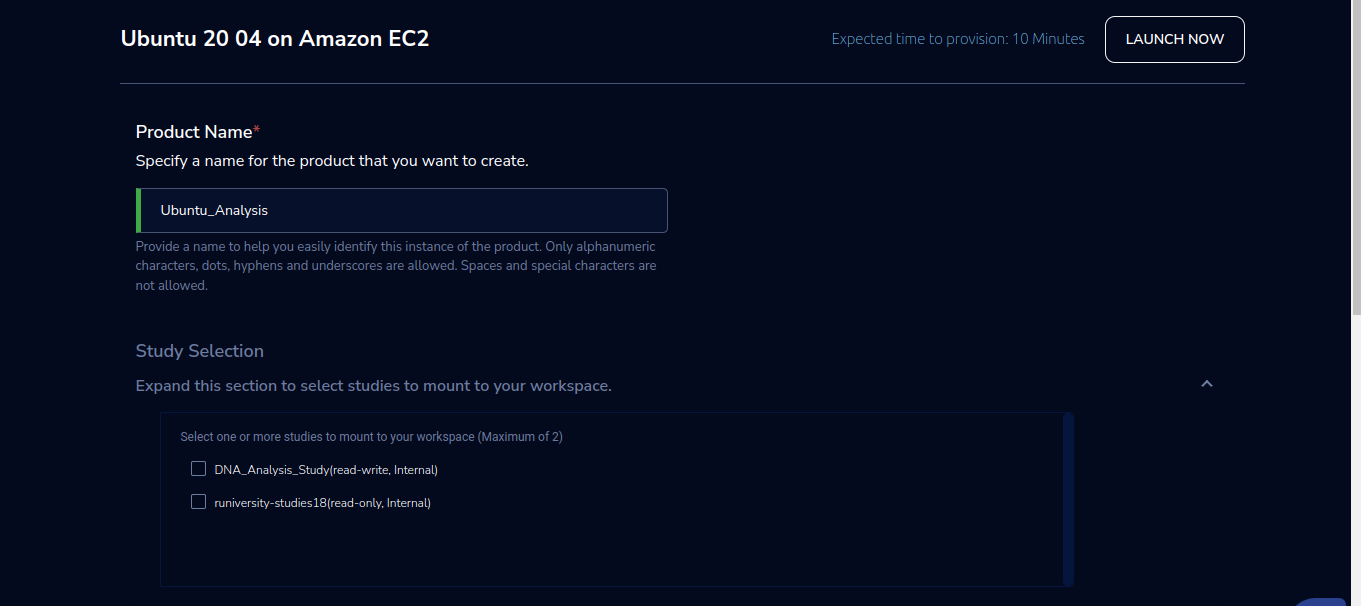 Ubuntu 20 04 on Amazon EC2
Expected time to provision: 10 Minutes
LAUNCH NOW
Product Name*
Specify a name for the product that you want to create.
Ubuntu_Analysis
Provide a name to help you easily identify this instance of the product. Only alphanumeric
characters, dots, hyphens and underscores are allowed. Spaces and special characters are
not allowed.
Study Selection
Expand this section to select studies to mount to your workspace.
Select one or more studies to mount to your workspace (Maximum of 2)
DNA_Analysis_Study(read-write, Internal)
runiversity-studies18(read-only, Internal)